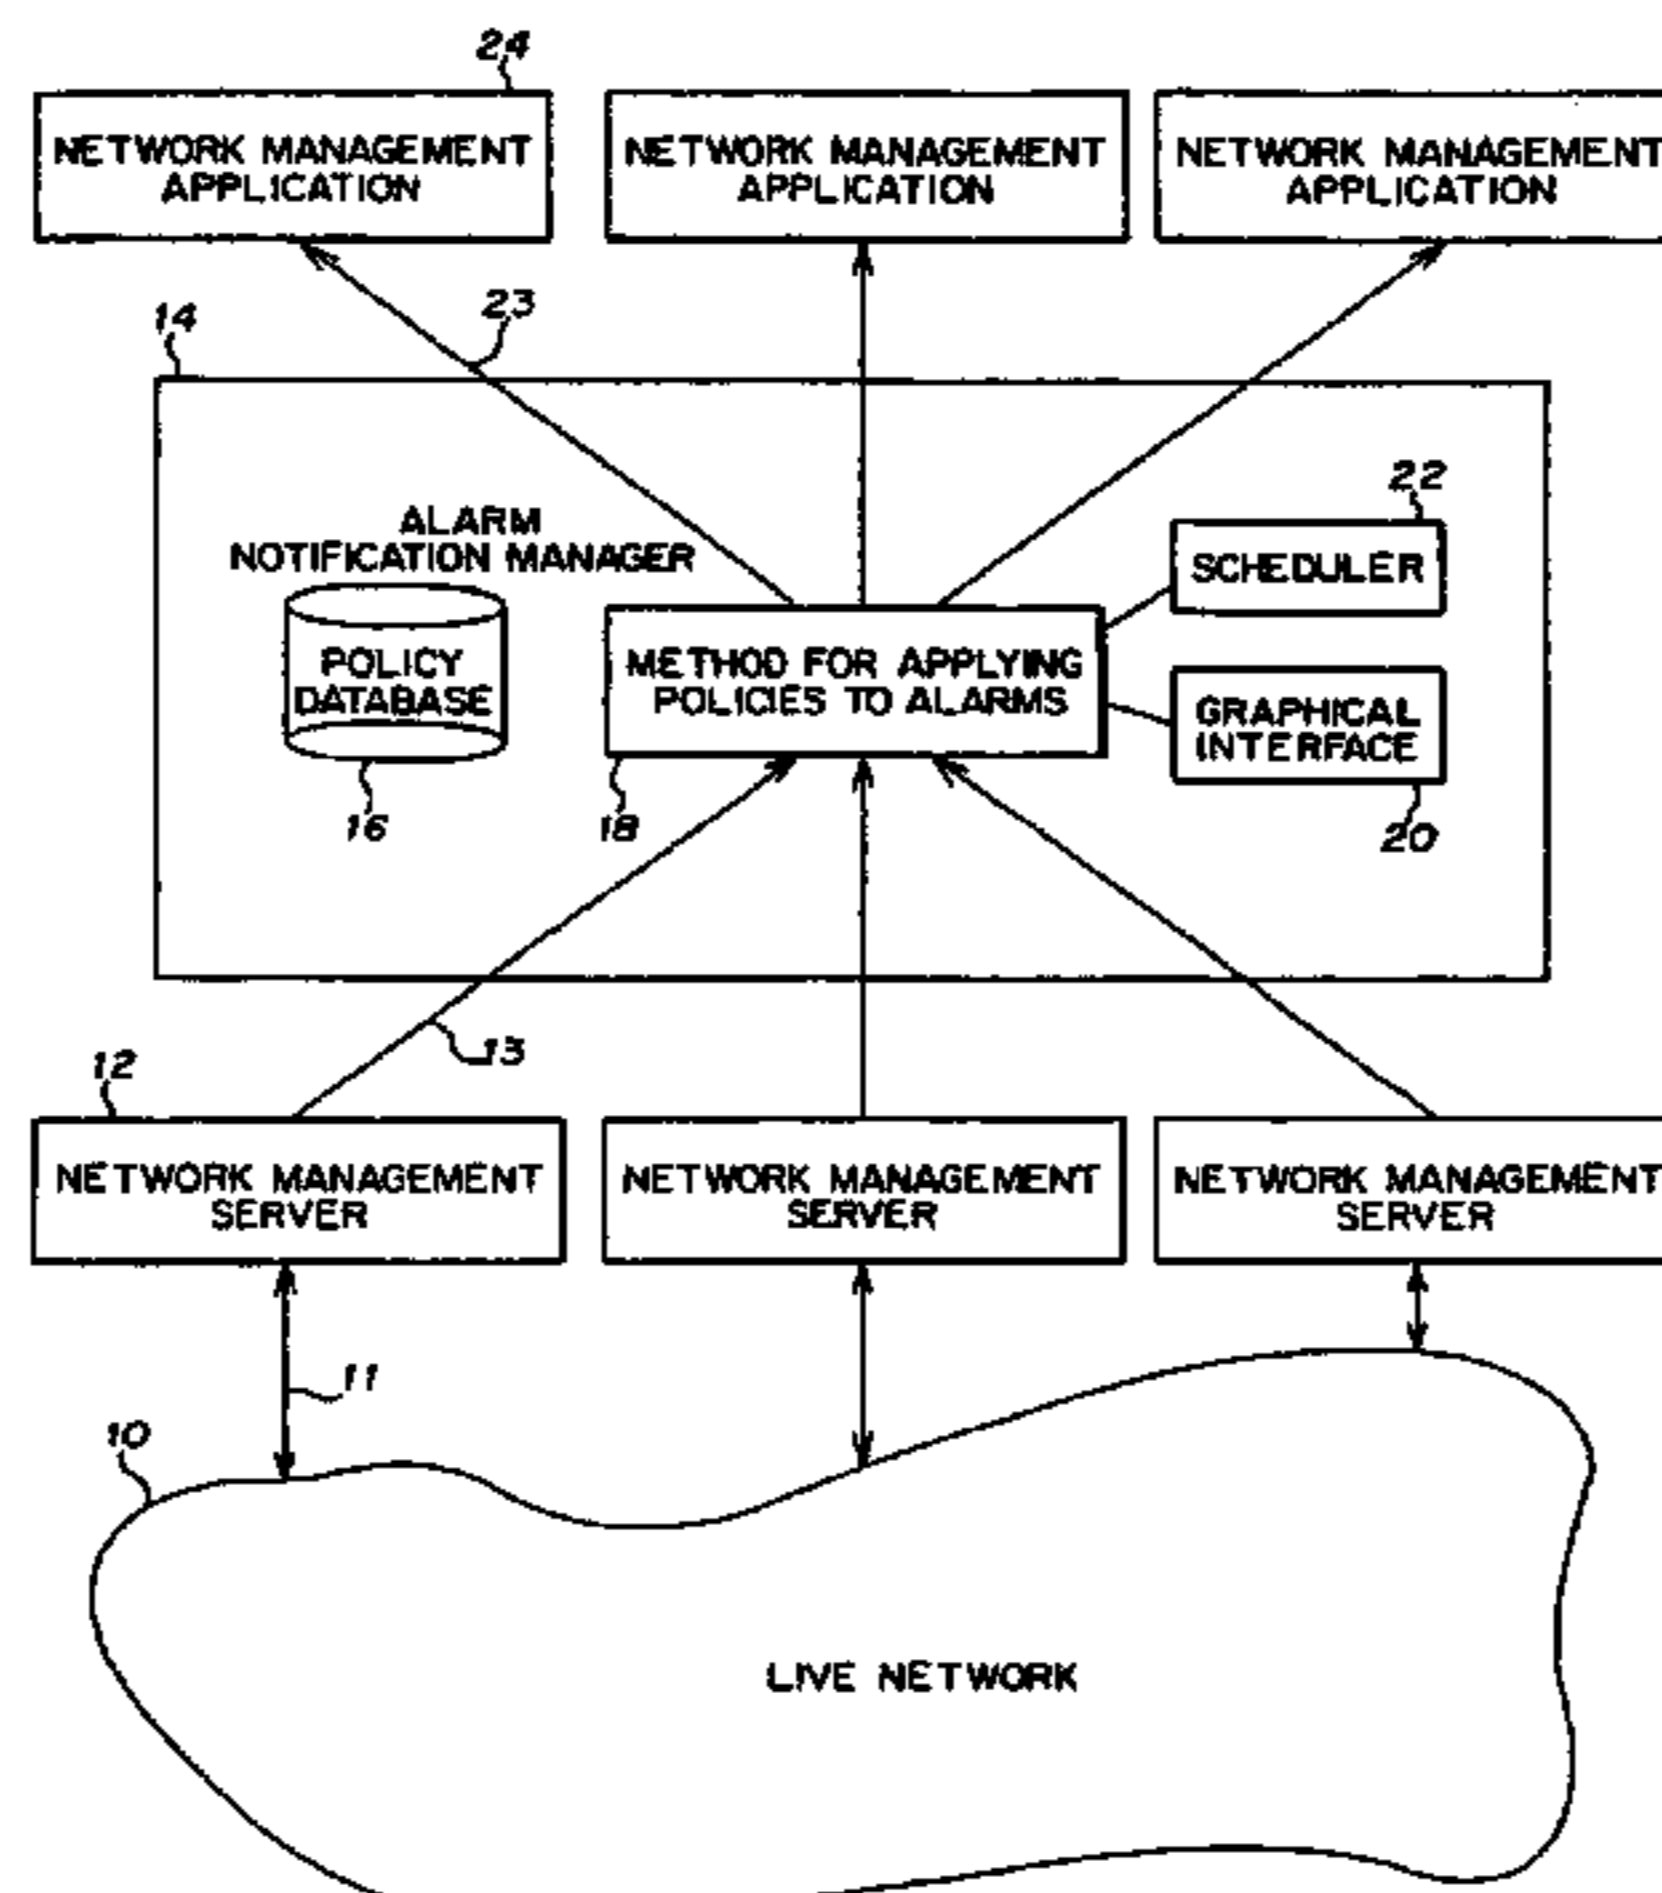 24
NETWORK MANAGEMENT
APPLICATION
NETWORK MANAGEMENT
APPLICATION
NETWORK MANAGEMENT
APPLICATION
23
14
22
ALARM
NOTIFICATION MANAGER
SCHEDULER
POLICY
DATABASE
METHOD FOR APPLYING
POLICIES TO ALARMS
GRAPHICAL
INTERFACE
16
18
20
13
12
NETWORK MANAGEMENT
SERVER
NETWORK MANAGEMENT
SERVER
NETWORK MANAGEMENT
SERVER
11
10
LIVE NETWORK